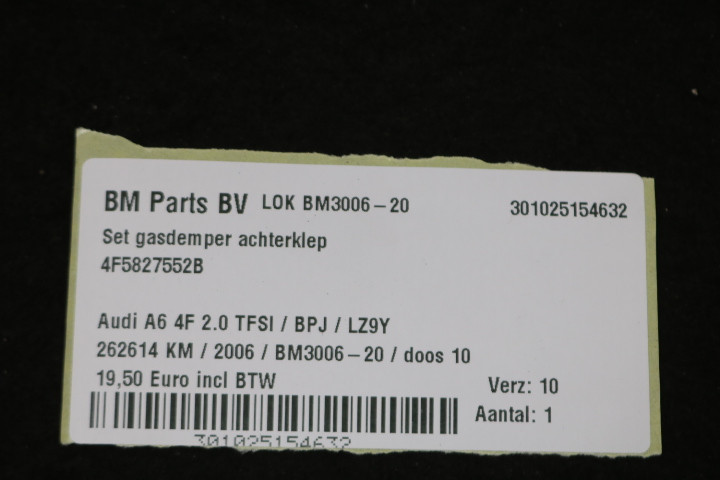 BM Parts BV LOK BM3006-20 301025154632
Set gasdemper achterklep
4F5827552B
Audi A6 4F 2.0 TFSI / BPJ / LZ9Y
262614 KM / 2006 / BM3006-20 / doos 10
19,50 Euro incl BTW Verz: 10
Aantal: 1
301025154632